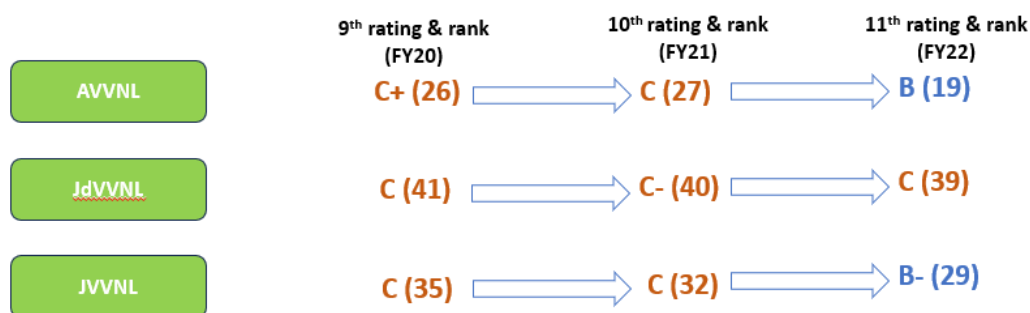 9th rating & rank (FY20)
10th rating & rank (FY21)
11th rating & rank (FY22)
AVVNL
C+ (26)
C (27)
B (19)
JdVVNL
C (41)
C- (40)
C (39)
JVVNL
C (35)
C (32)
B- (29)